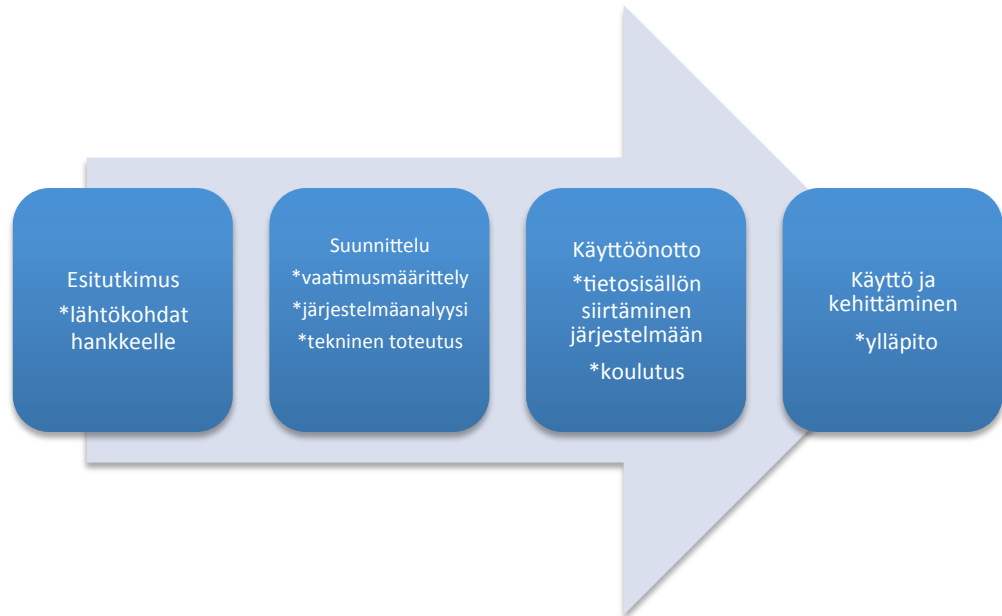 Esitutkimus
*lähtökohdat
hankkeelle
Suunnittelu
*vaatimusmäärittely
*järjestelmäanalyysi
*tekninen toteutus
Käyttöönotto
*tietosisällön
siirtäminen
järjestelmään
*koulutus
Käyttö ja
kehittäminen
*ylläpito